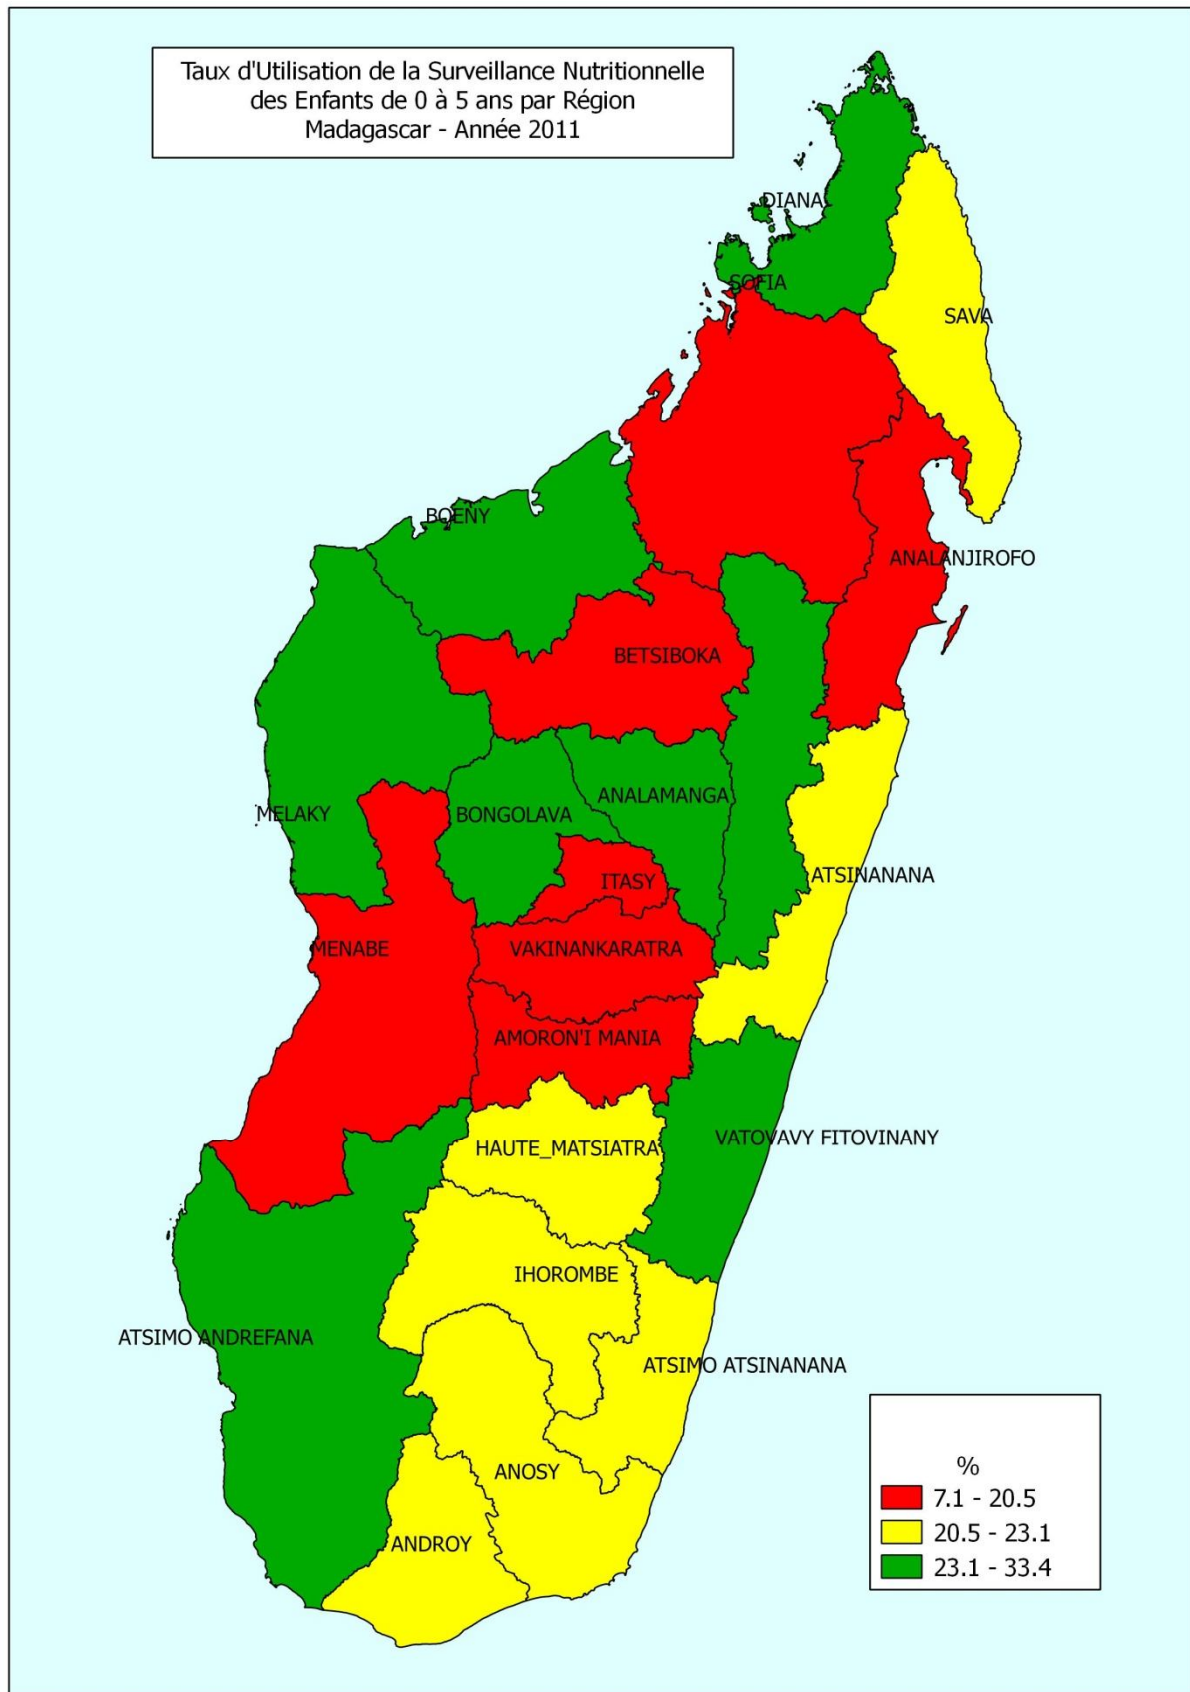 Taux d'Utilisation de la Surveillance Nutritionnelle
des Enfants de 0 à 5 ans par Région
Madagascar - Année 2011
DIANA
SOFIA
SAVA
BOENY
ANALANJIROFO
BETSIBOKA
ANALAMANGA
MELAKY
BONGOLAVA
ITASY
ATSINANANA
MENABE
VAKINANKARATRA
AMORON'I MANIA
HAUTE_MATSIATRA
VATOVAVY FITOVINANY
IHOROMBE
ATSIMO ANDREFANA
ATSIMO ATSINANANA
ANOSY
ANDROY
%
7.1 - 20.5
20.5 - 23.1
23.1 - 33.4